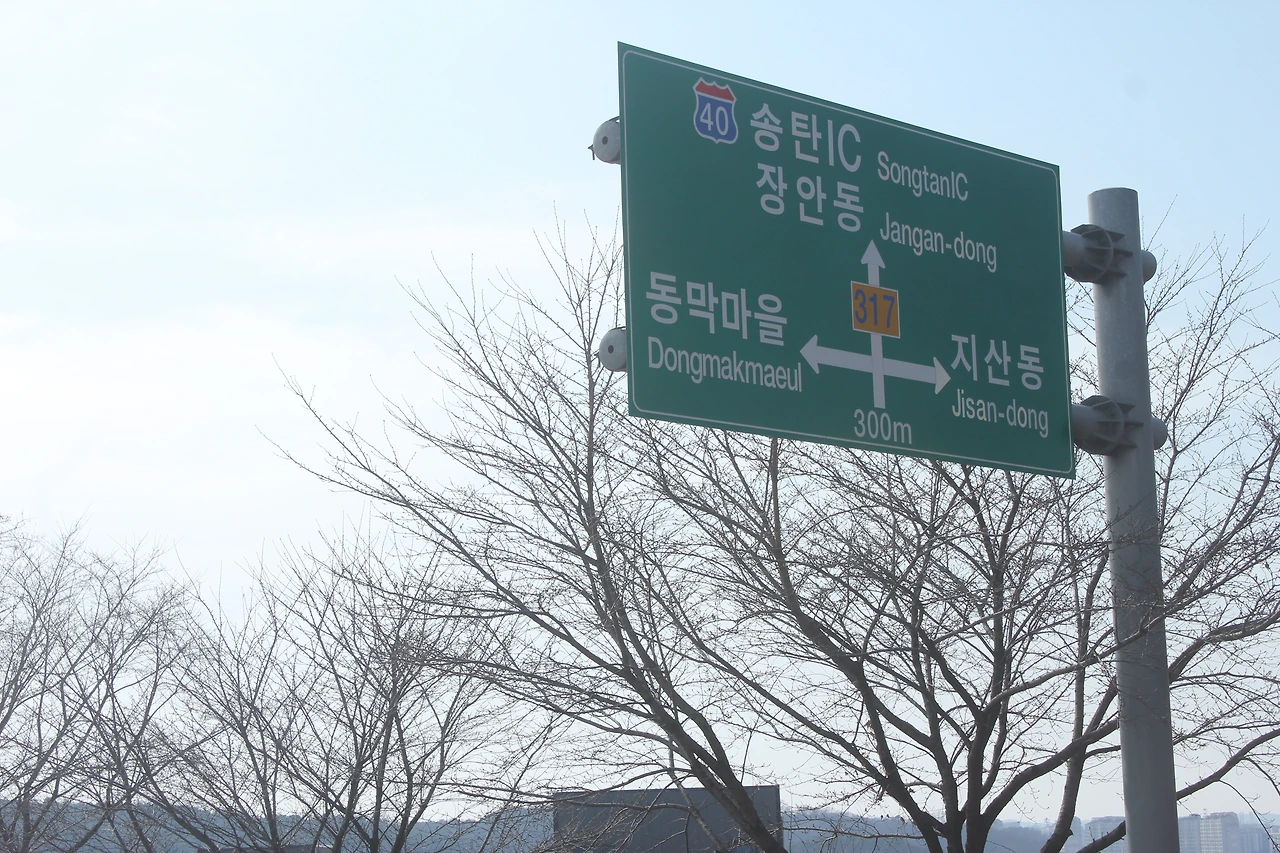 40 송탄IC SongtanIC
장안동 Jangan-dong
317
동막마을
Dongmakmaeul
지산동
Jisan-dong
300m